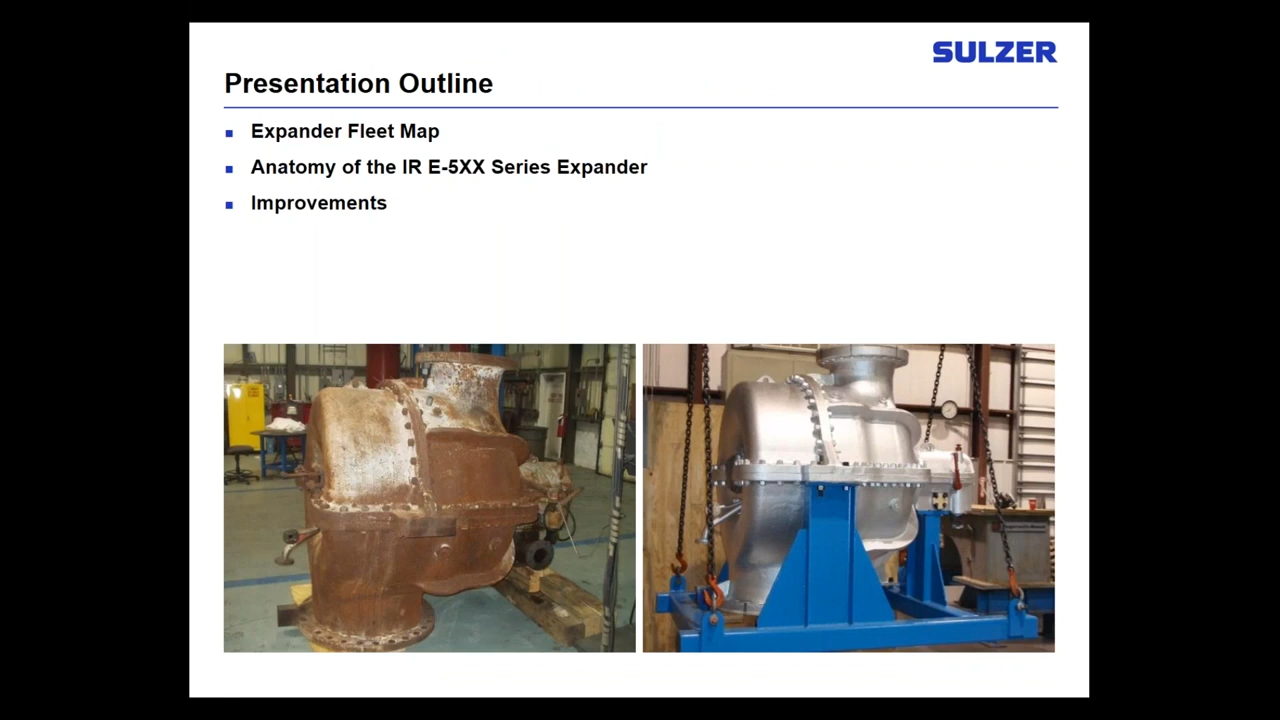 SULZER
Presentation Outline
Expander Fleet Map
Anatomy of the IR E-5XX Series Expander
Improvements